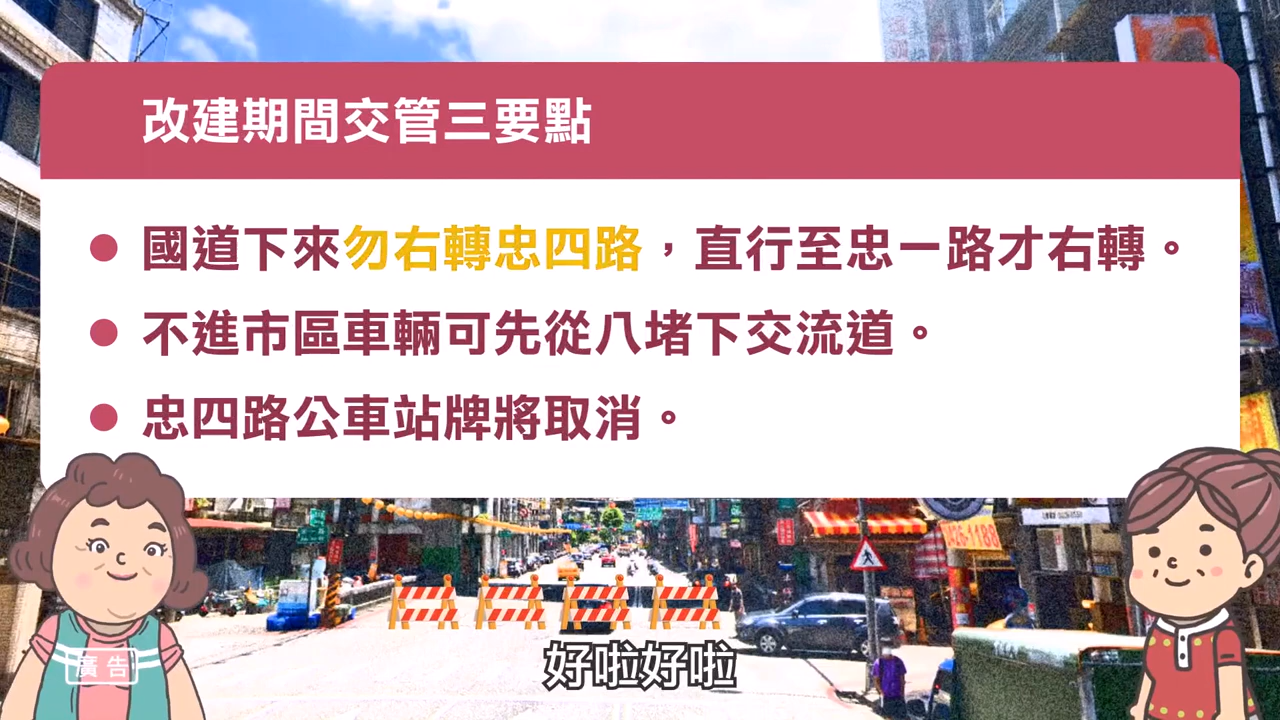 改建期間交管三要點
國道下來勿右轉忠四路，直行至忠一路才右轉。
不進市區車輛可先從八堵下交流道。
忠四路公車站牌將取消。
426-1188
廣告
好啦好啦